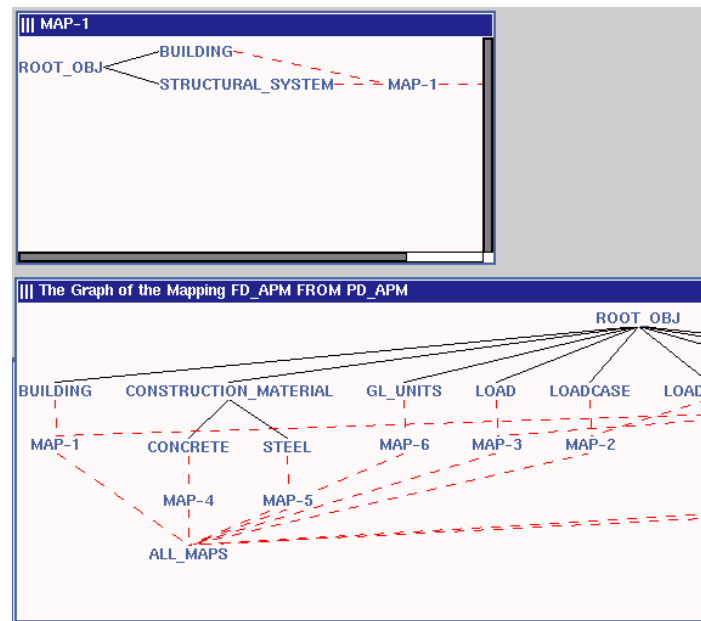 ||| MAP-1
BUILDING
ROOT_OBJ
STRUCTURAL_SYSTEM MAP-1
||| The Graph of the Mapping FD_APM FROM PD_APM
ROOT_OBJ
BUILDING CONSTRUCTION_MATERIAL GL_UNITS LOAD LOADCASE LOAD
MAP-1 CONCRETE STEEL MAP-6 MAP-3 MAP-2
MAP-4 MAP-5
ALL_MAPS